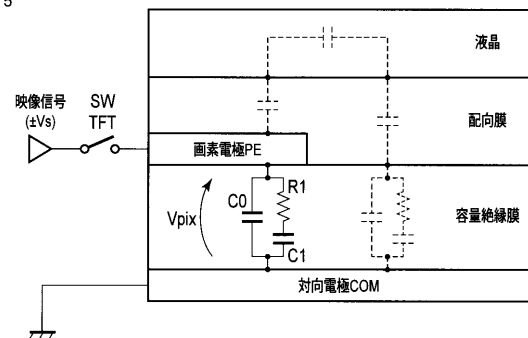 5
液晶
映像信号
(±Vs)
SW
TFT
配向膜
画素電極PE
Vpix
C0
R1
C1
容量絶縁膜
対向電極COM